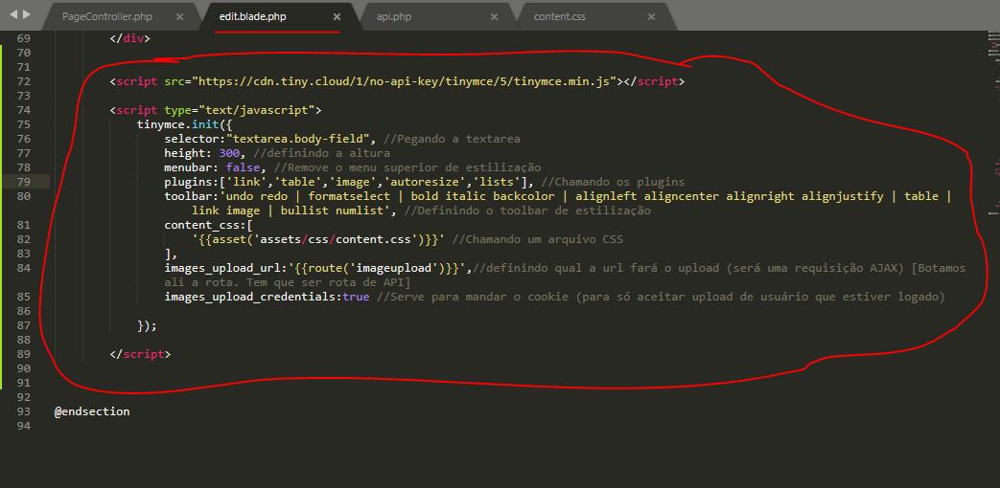 PageController.php × edit.blade.php × api.php × content.css ×
69 </div>
70
71
72 <script src="https://cdn.tiny.cloud/1/no-api-key/tinymce/5/tinymce.min.js"></script>
73
74 <script type="text/javascript">
75 tinymce.init({
76 selector:"textarea.body-field", //Pegando a textarea
77 height: 300, //definindo a altura
78 menubar: false, //Remove o menu superior de estilização
79 plugins:['link','table','image','autoresize','lists'], //Chamando os plugins
80 toolbar:'undo redo | formatselect | bold italic backcolor | alignleft aligncenter alignright alignjustify | table |
link image | bullist numlist', //Definindo o toolbar de estilização
81 content_css:[
82 '{{asset('assets/css/content.css')}}' //Chamando um arquivo CSS
83 ],
84 images_upload_url:'{{route('imageupload')}}',//definindo qual a url fará o upload (será uma requisição AJAX) [Botamos
ali a rota. Tem que ser rota de API]
85 images_upload_credentials:true //Serve para mandar o cookie (para só aceitar upload de usuário que estiver logado)
86
87 });
88
89 </script>
90
91
92
93 @endsection
94